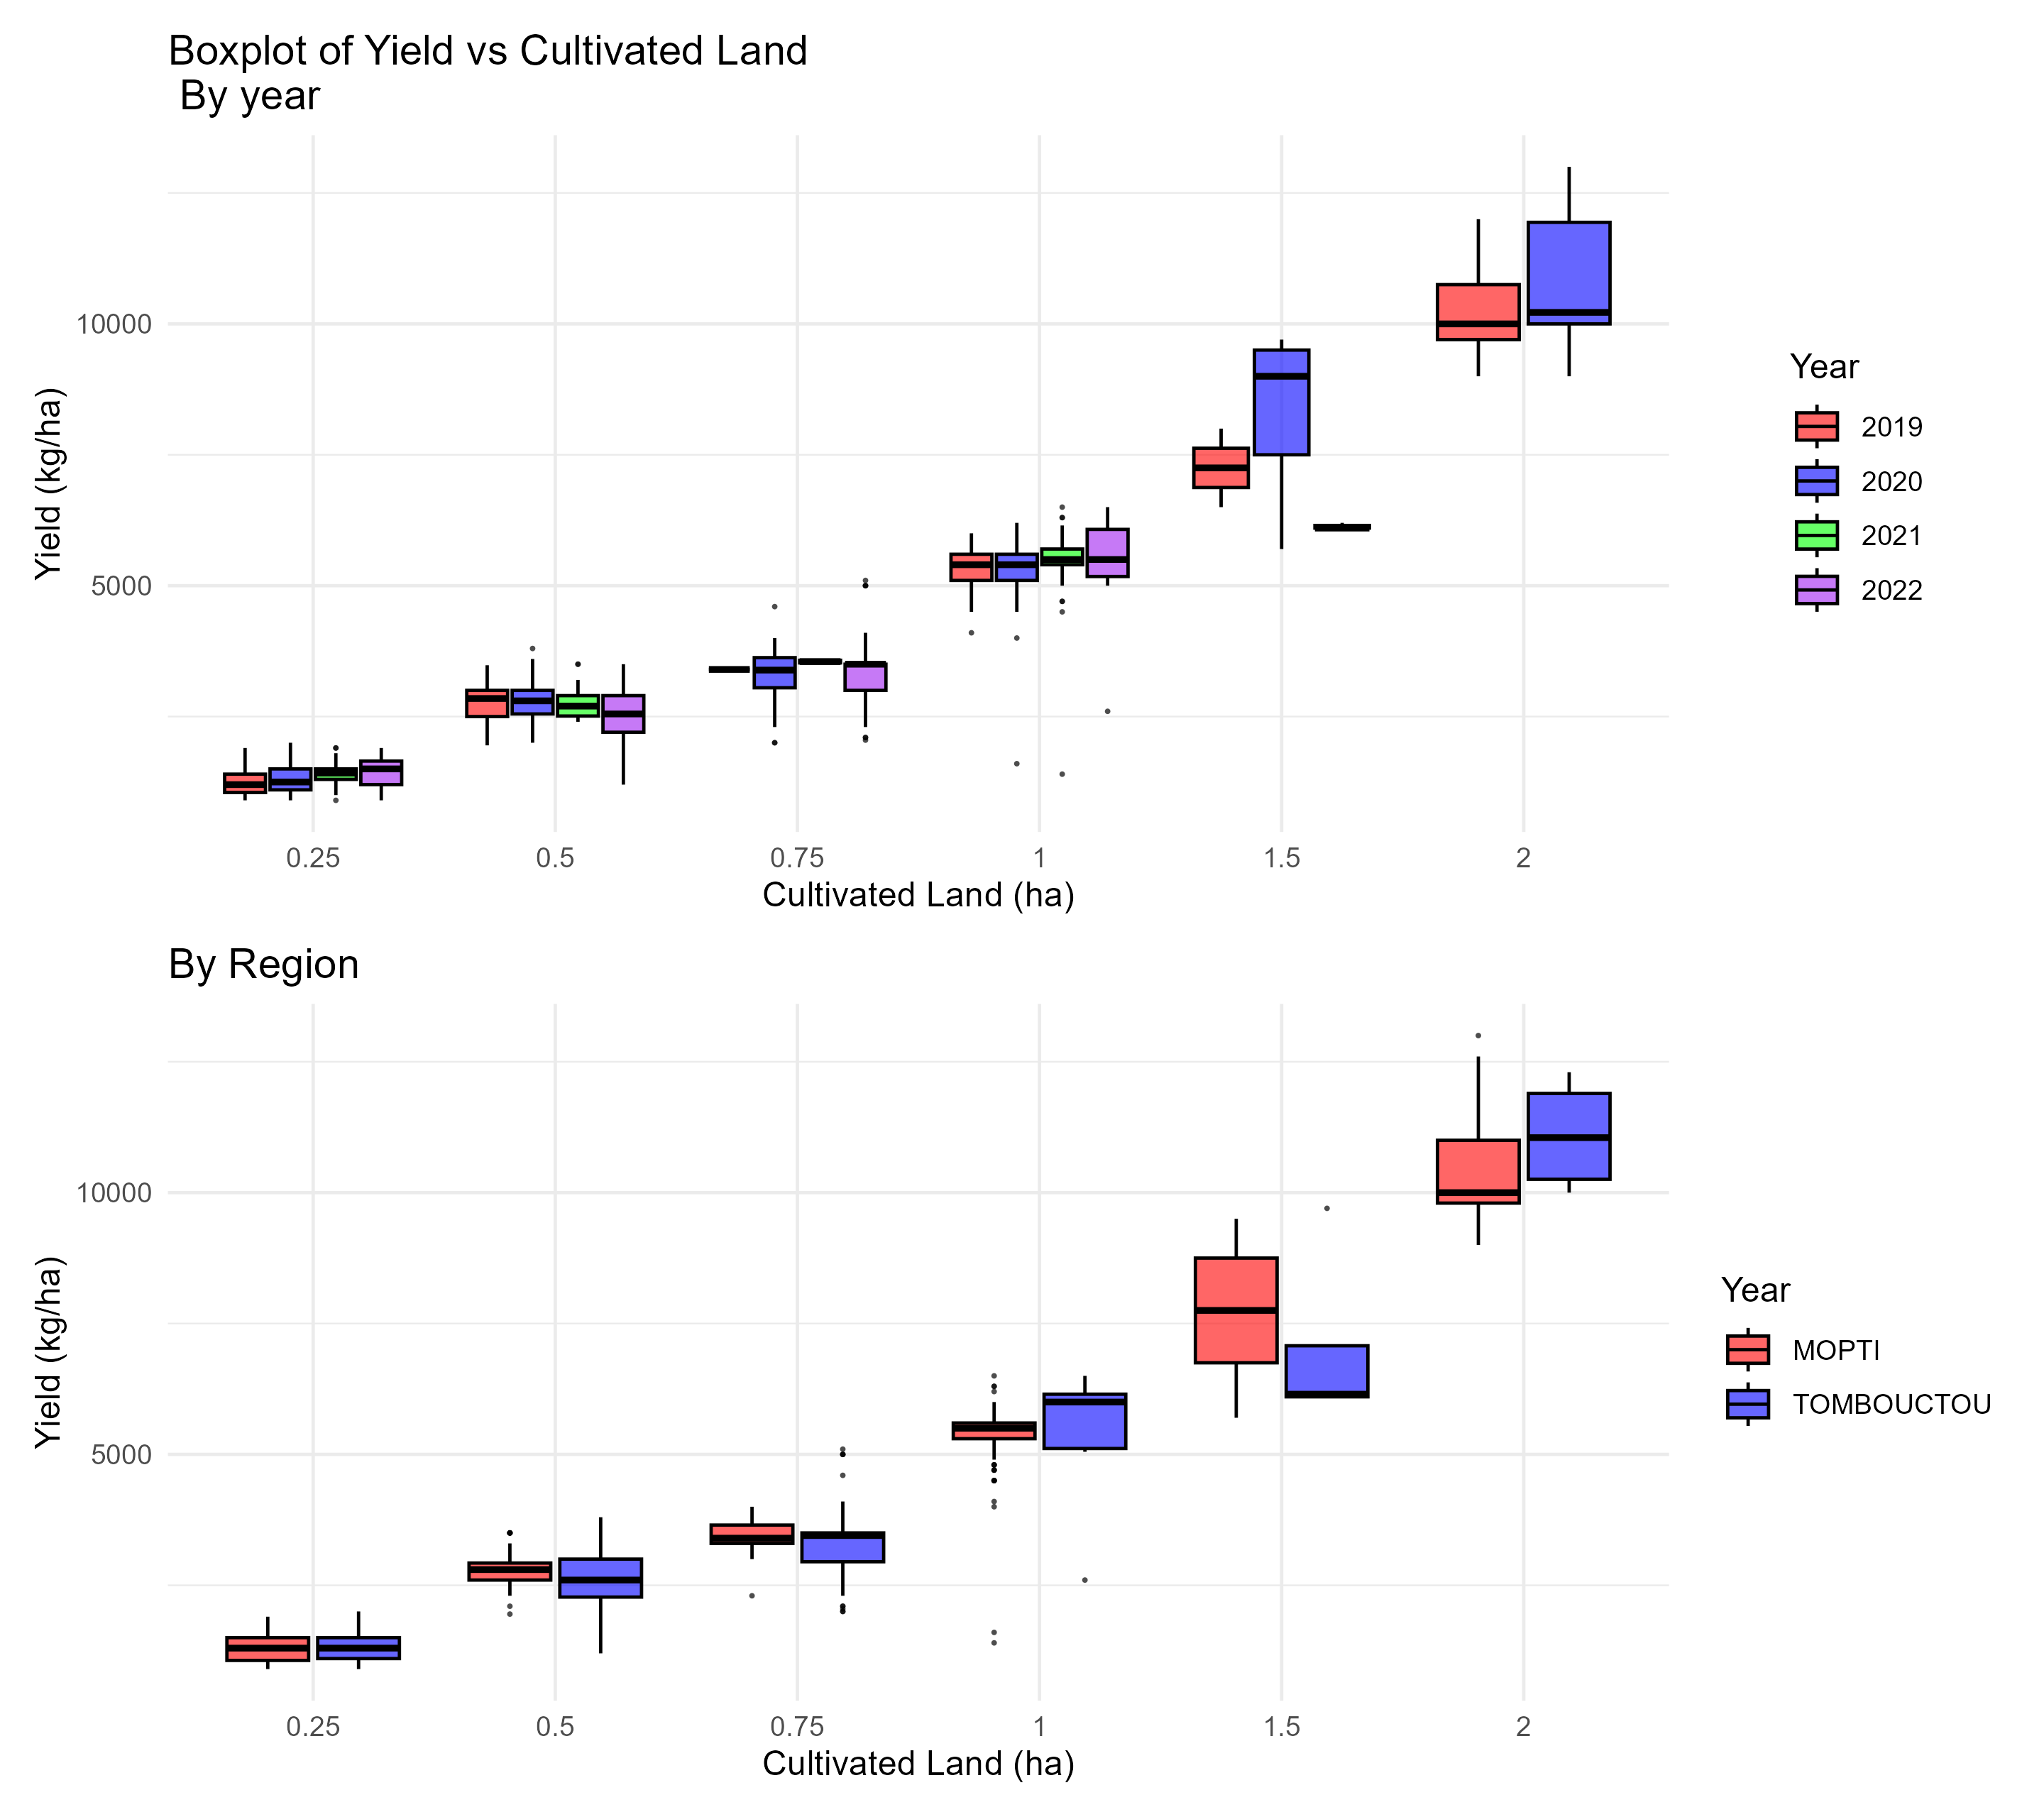 Boxplot of Yield vs Cultivated Land
By year
10000
5000
Yield (kg/ha)
0.25 0.5 0.75 1 1.5 2
Cultivated Land (ha)
Year
2019
2020
2021
2022
By Region
10000
5000
Yield (kg/ha)
0.25 0.5 0.75 1 1.5 2
Cultivated Land (ha)
Year
MOPTI
TOMBOUCTOU